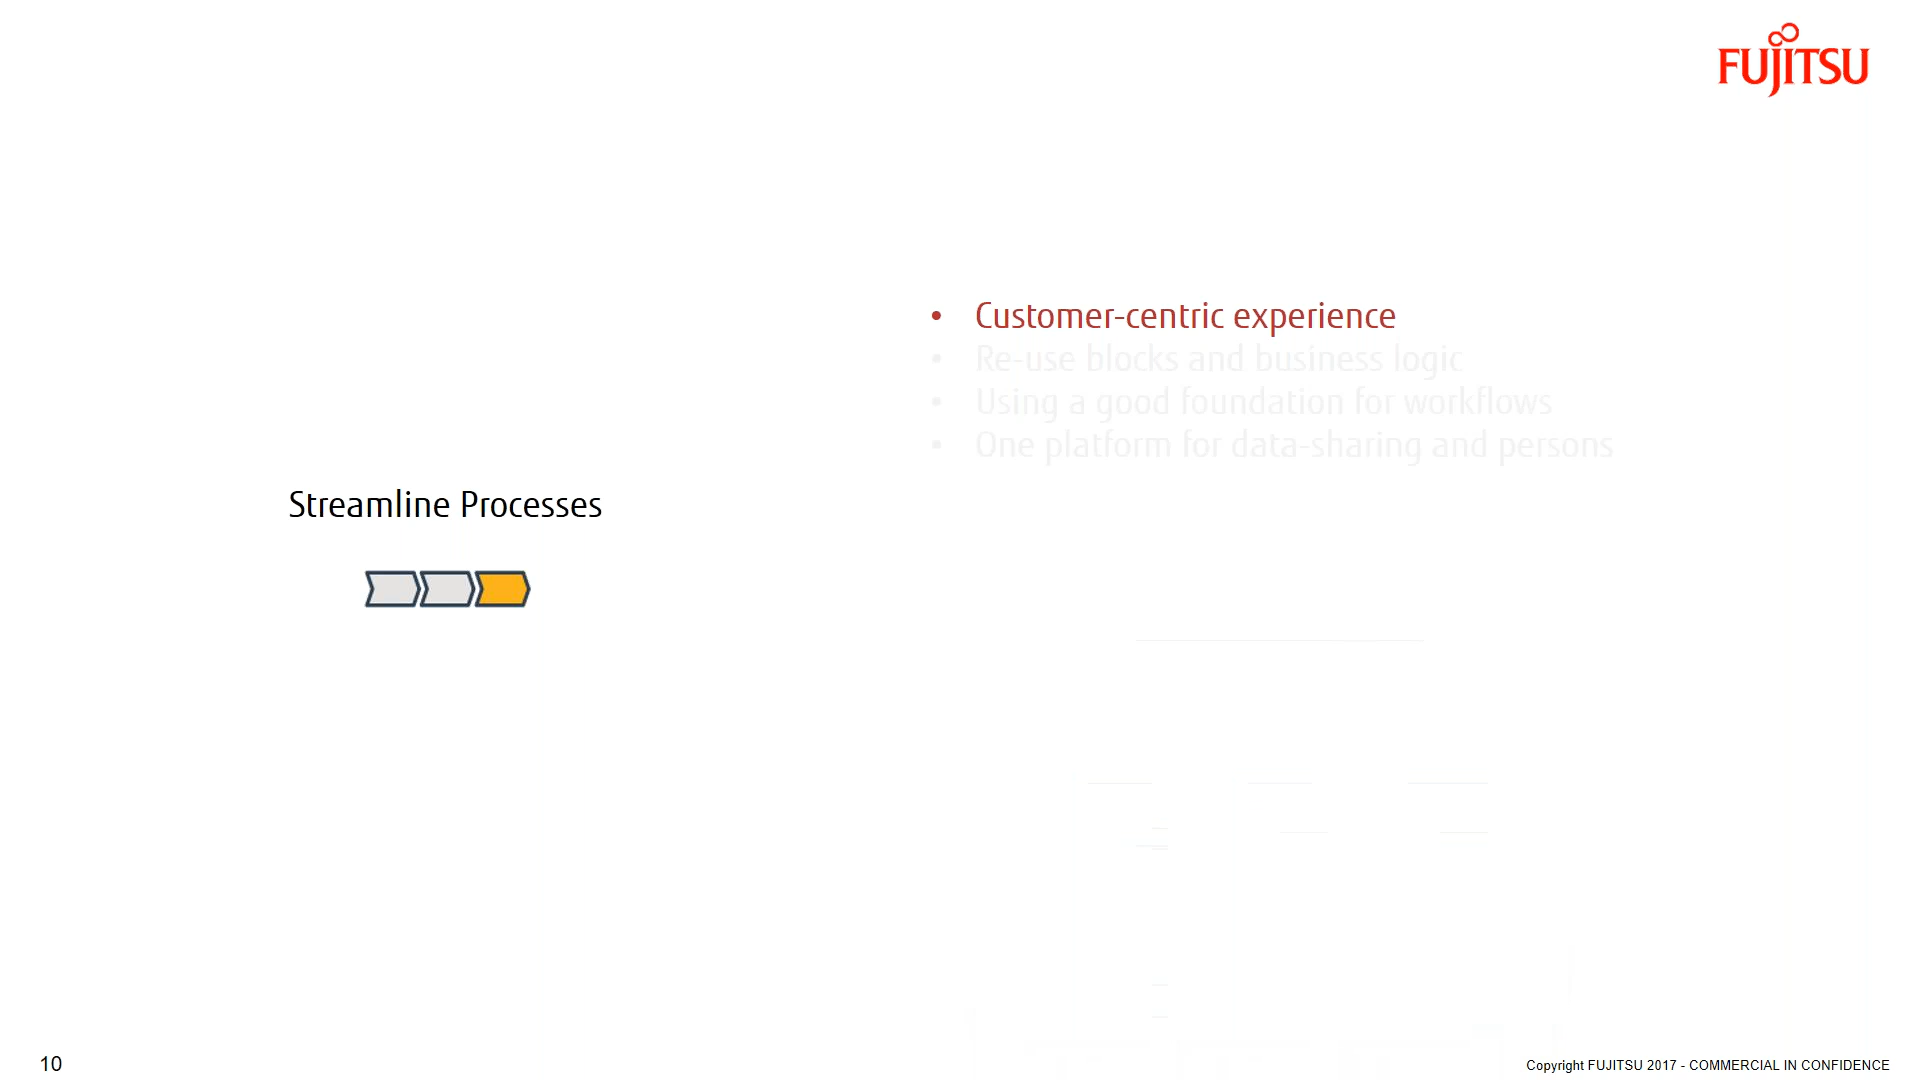 FUJITSU
• Customer-centric experience
• Re-use blocks and business logic
• Using a good foundation for workflows
• One platform for data-sharing and persons
Streamline Processes
10
Copyright FUJITSU 2017 - COMMERCIAL IN CONFIDENCE